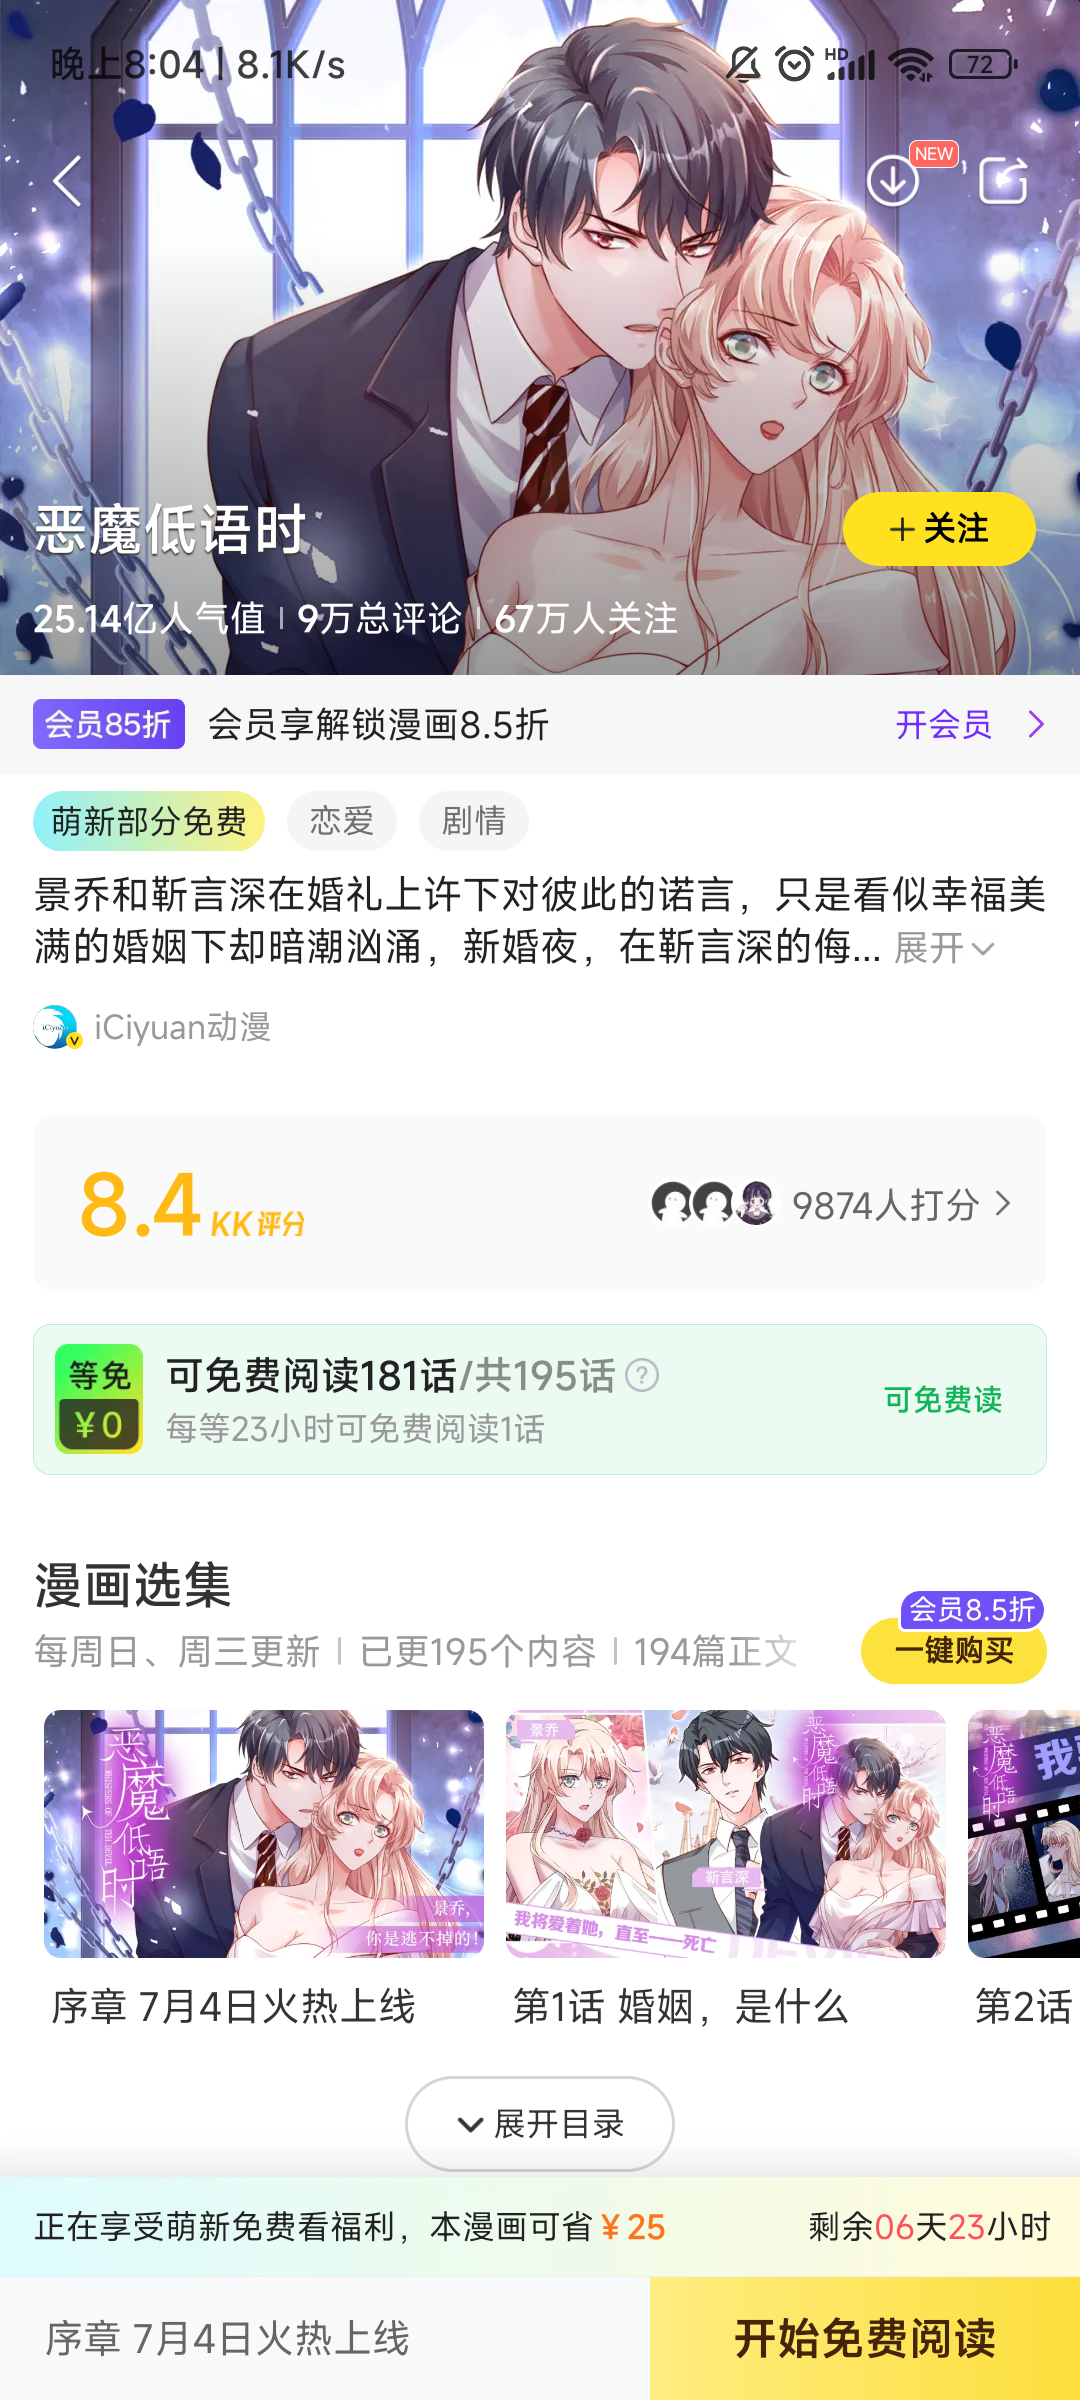 晚上8:04 | 8.1K/s
HD
72
NEW
恶魔低语时
+关注
25.14亿人气值 | 9万总评论 | 67万人关注
会员85折 会员享解锁漫画8.5折 开会员
萌新部分免费 恋爱 剧情
景乔和靳言深在婚礼上许下对彼此的诺言，只是看似幸福美
满的婚姻下却暗潮汹涌，新婚夜，在靳言深的侮... 展开
iCiyuan动漫
8.4 KK评分 9874人打分
等免 可免费阅读181话/共195话 ?
¥0 每等23小时可免费阅读1话
可免费读
漫画选集
会员8.5折
每周日、周三更新 | 已更195个内容 | 194篇正文
一键购买
恶魔低语时
景乔，
你是逃不掉的！
景乔
恶魔低语时
靳言深
我将爱着她，直至——死亡
恶魔低语时
序章 7月4日火热上线
第1话 婚姻，是什么
第2话
展开目录
正在享受萌新免费看福利，本漫画可省¥25 剩余06天23小时
序章 7月4日火热上线
开始免费阅读